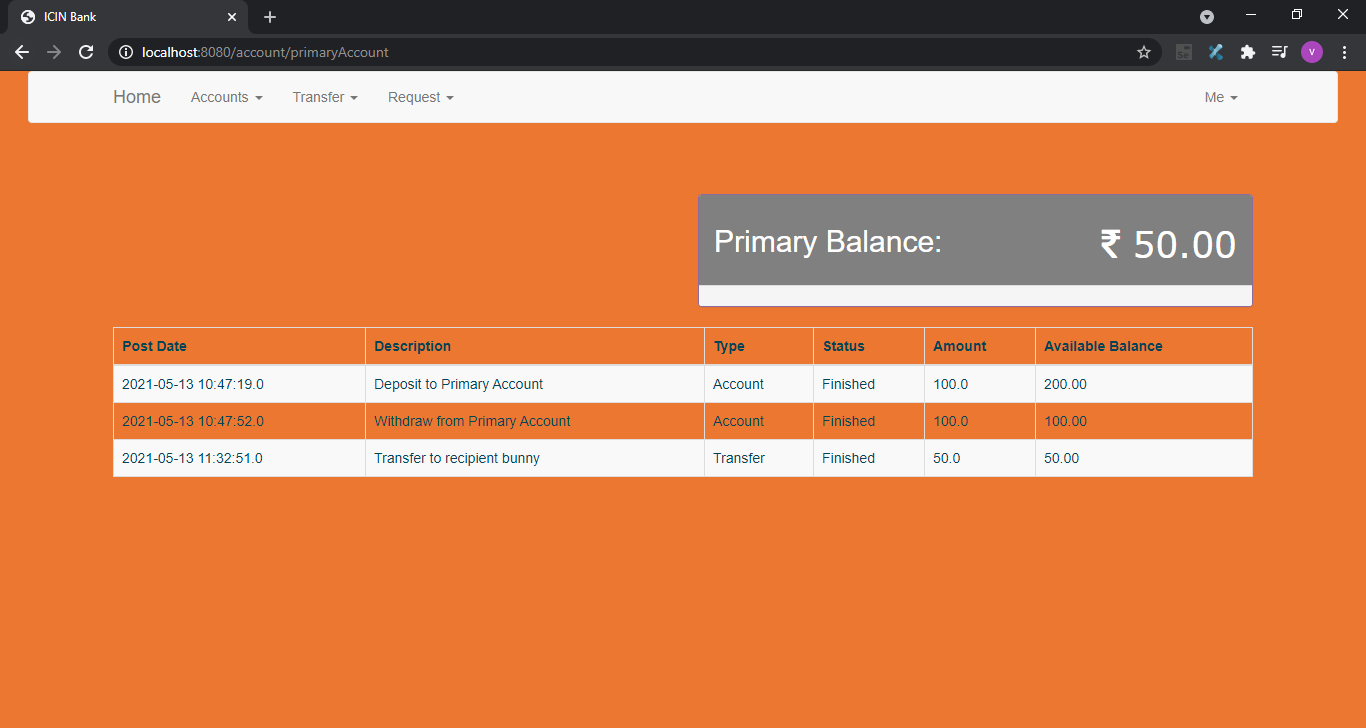 ICIN Bank
localhost:8080/account/primaryAccount
V
Home Accounts Transfer Request Me
Primary Balance: ₹ 50.00
Post Date Description Type Status Amount Available Balance
2021-05-13 10:47:19.0 Deposit to Primary Account Account Finished 100.0 200.00
2021-05-13 10:47:52.0 Withdraw from Primary Account Account Finished 100.0 100.00
2021-05-13 11:32:51.0 Transfer to recipient bunny Transfer Finished 50.0 50.00